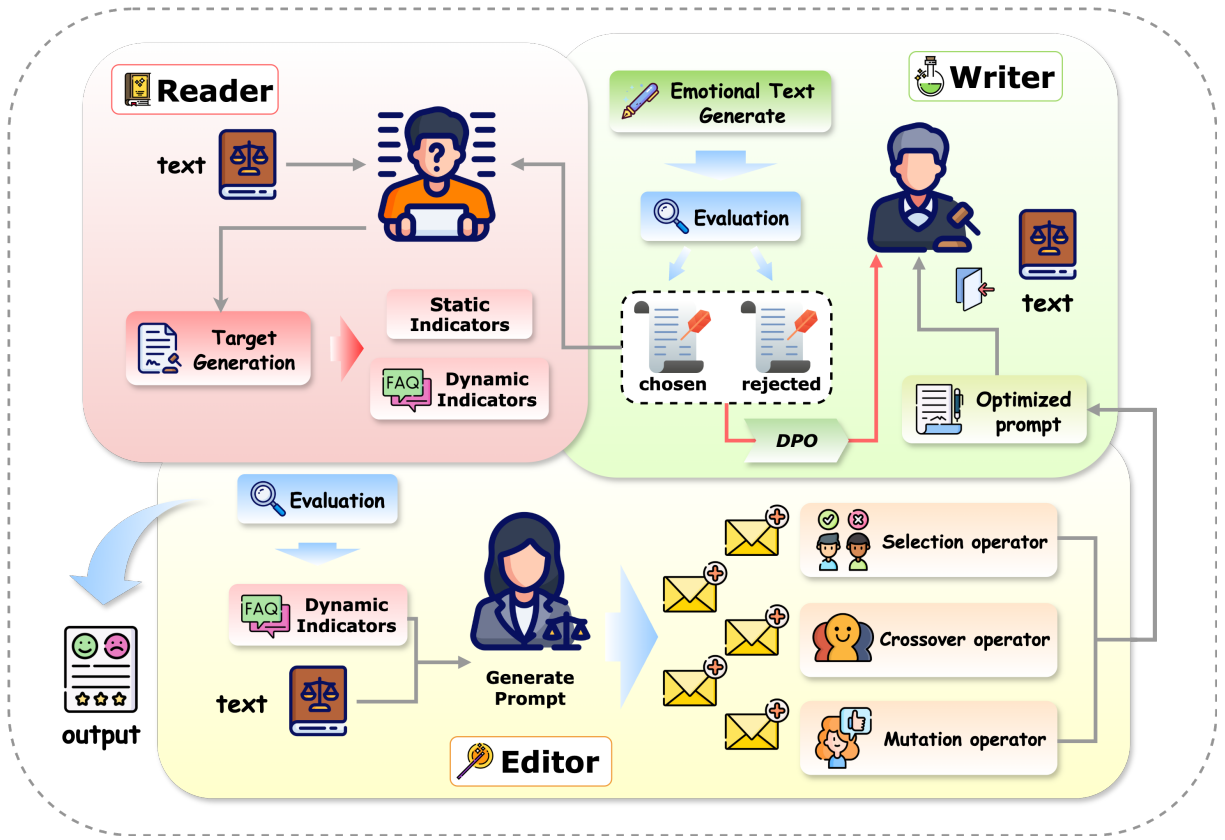 Reader
text
Target
Generation
Static
Indicators
FAQ
Dynamic
Indicators
Writer
Emotional Text
Generate
Evaluation
chosen
rejected
DPO
text
Optimized
prompt
Evaluation
FAQ
Dynamic
Indicators
text
Generate
Prompt
Selection operator
Crossover operator
Mutation operator
Editor
output